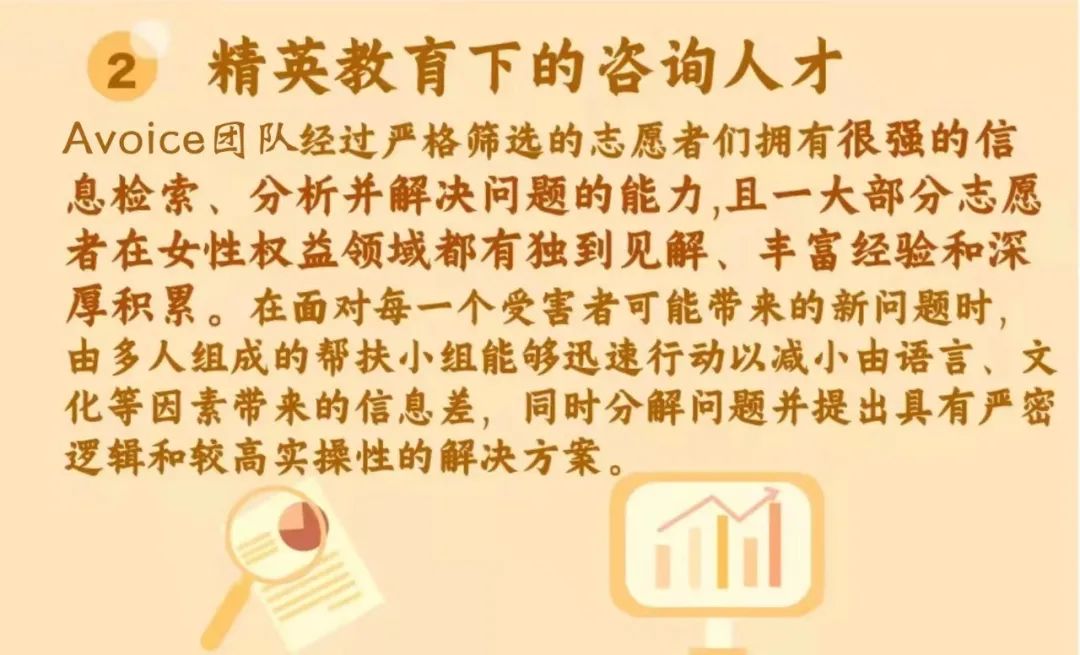 2 精英教育下的咨询人才
Avoice团队经过严格筛选的志愿者们拥有很强的信
息检索、分析并解决问题的能力,且一大部分志愿
者在女性权益领域都有独到见解、丰富经验和深
厚积累。在面对每一个受害者可能带来的新问题时，
由多人组成的帮扶小组能够迅速行动以减小由语言、文
化等因素带来的信息差，同时分解问题并提出具有严密
逻辑和较高实操性的解决方案。